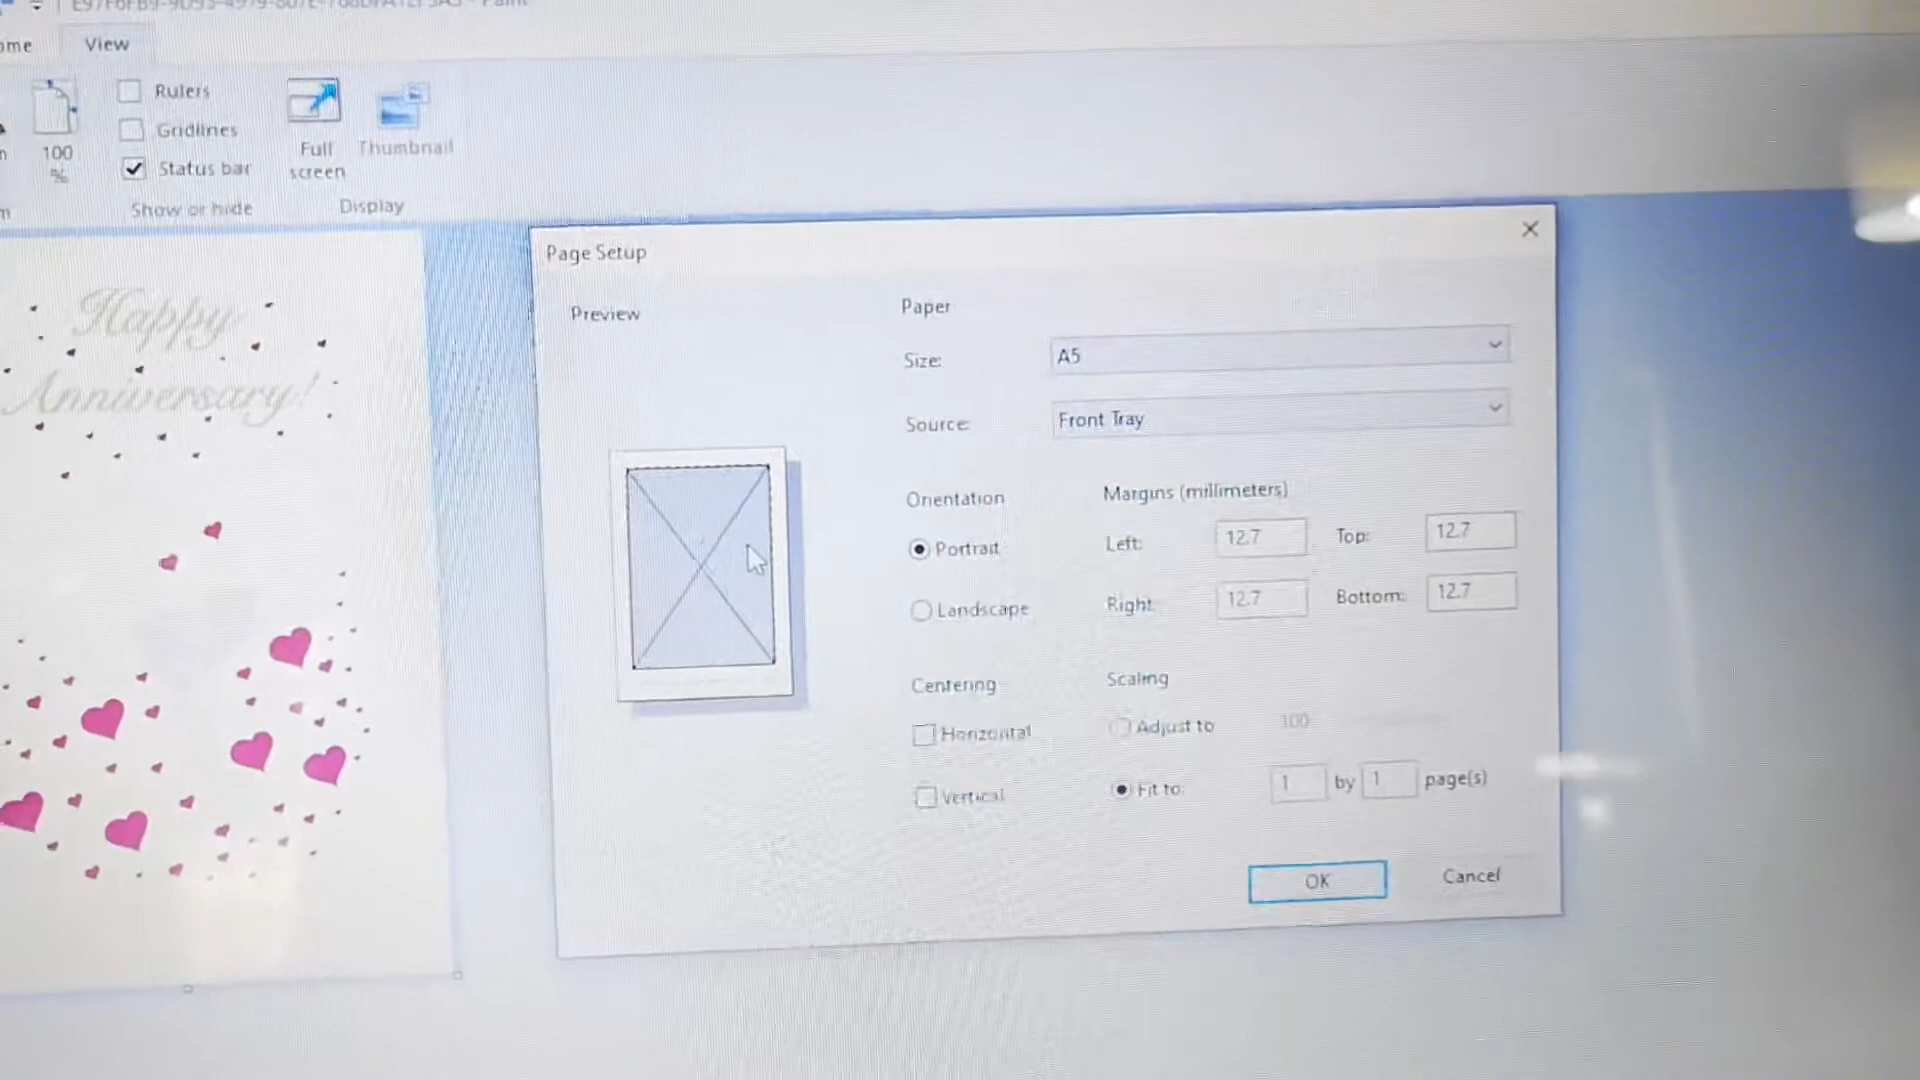 Paint
View
100
%
Rulers
Gridlines
Status bar
Show or hide
Full
screen
Thumbnail
Display
Happy
Anniversary!
Page Setup
Preview
Paper
Size:
A5
Source:
Front Tray
Orientation
Portrait
Landscape
Margins (millimeters)
Left: 12.7 Top: 12.7
Right: 12.7 Bottom: 12.7
Centering
Horizontal
Vertical
Scaling
Adjust to 100
Fit to: 1 by 1 page(s)
OK
Cancel